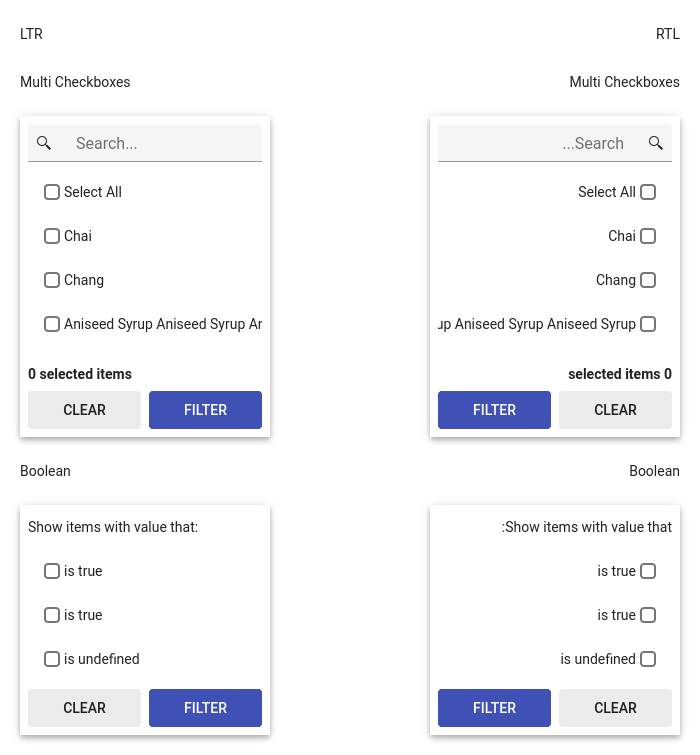 LTR
RTL
Multi Checkboxes
Multi Checkboxes
Search...
Select All
Chai
Chang
Aniseed Syrup Aniseed Syrup
0 selected items
CLEAR FILTER
...Search
Select All
Chai
Chang
Aniseed Syrup Aniseed Syrup
selected items 0
FILTER CLEAR
Boolean
Boolean
Show items with value that:
is true
is true
is undefined
CLEAR FILTER
:Show items with value that
is true
is true
is undefined
FILTER CLEAR